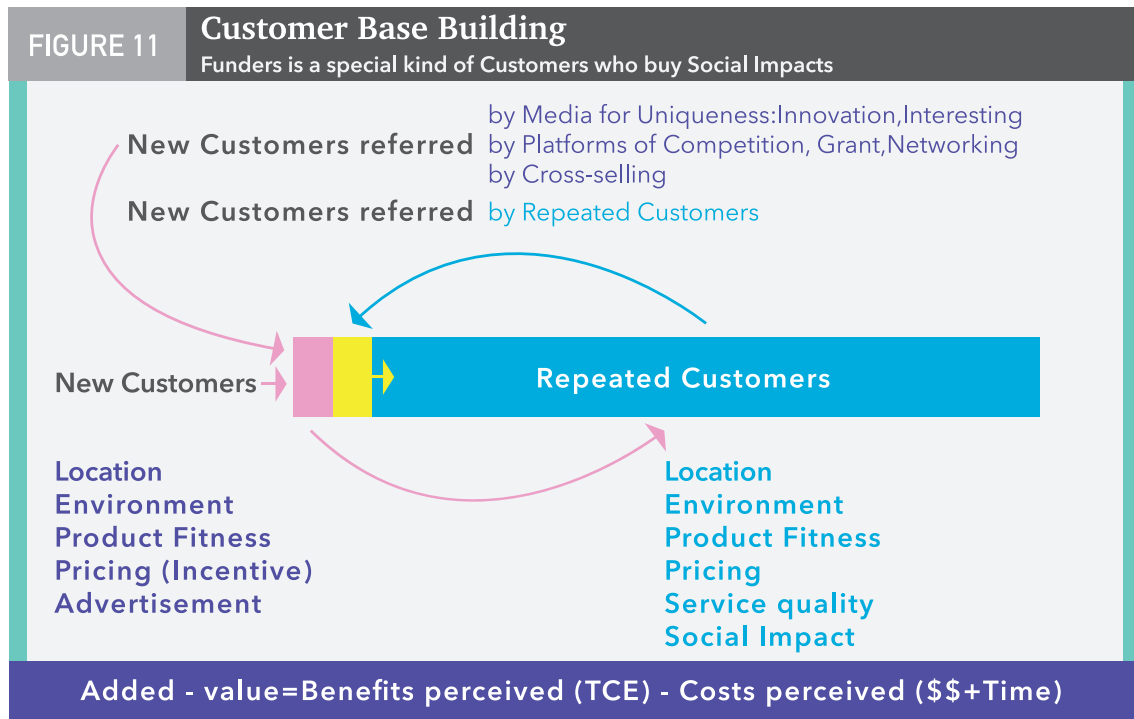 FIGURE 11
Customer Base Building
Funders is a special kind of Customers who buy Social Impacts
by Media for Uniqueness:Innovation,Interesting
New Customers referred by Platforms of Competition, Grant,Networking
by Cross-selling
New Customers referred by Repeated Customers
New Customers
Repeated Customers
Location
Environment
Product Fitness
Pricing (Incentive)
Advertisement
Location
Environment
Product Fitness
Pricing
Service quality
Social Impact
Added - value=Benefits perceived (TCE) - Costs perceived ($$+Time)